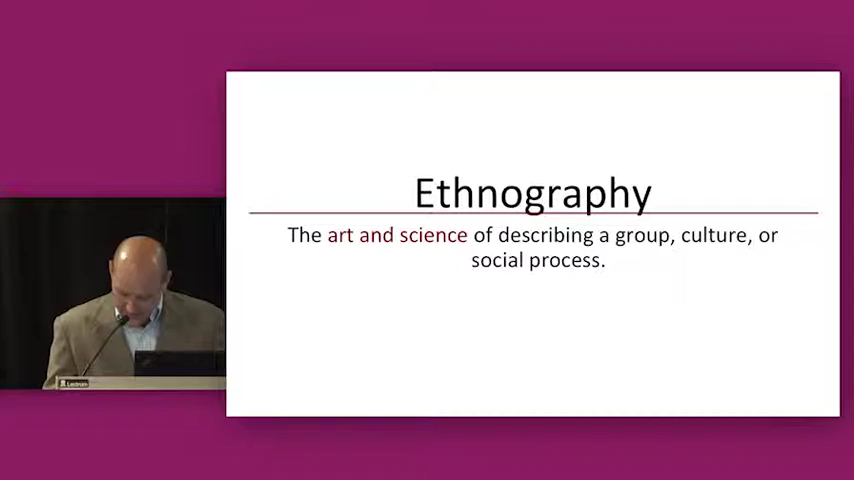 Ethnography
The art and science of describing a group, culture, or
social process.